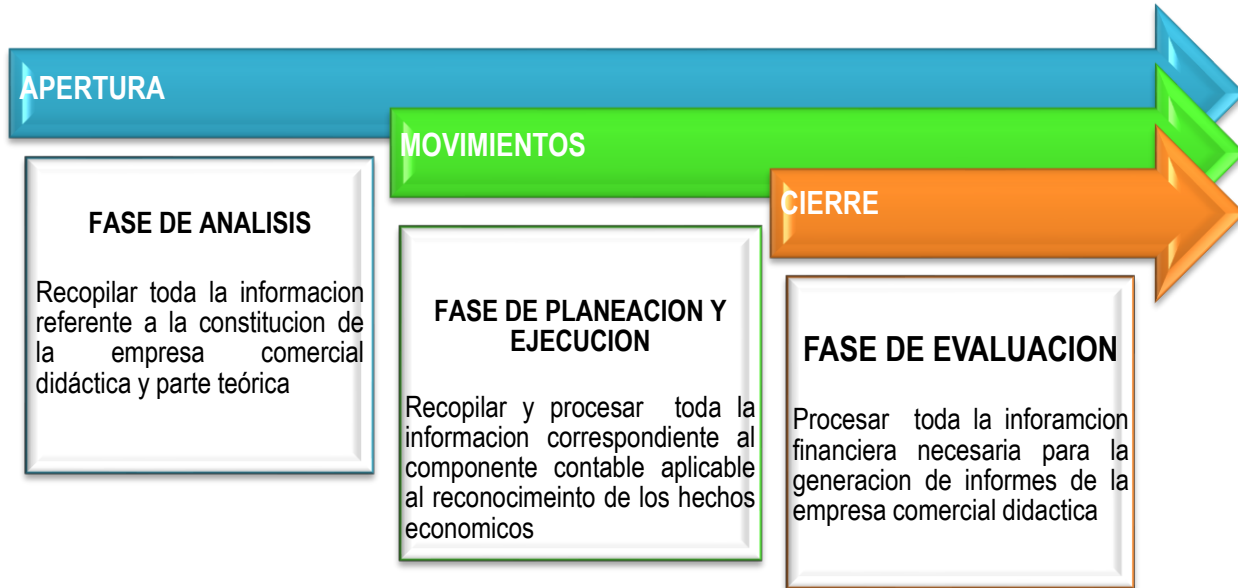 APERTURA
FASE DE ANALISIS
Recopilar toda la informacion
referente a la constitucion de
la empresa comercial
didáctica y parte teórica
MOVIMIENTOS
FASE DE PLANEACION Y
EJECUCION
Recopilar y procesar toda la
informacion correspondiente al
componente contable aplicable
al reconocimeinto de los hechos
economicos
CIERRE
FASE DE EVALUACION
Procesar toda la inforamcion
financiera necesaria para la
generacion de informes de la
empresa comercial didactica